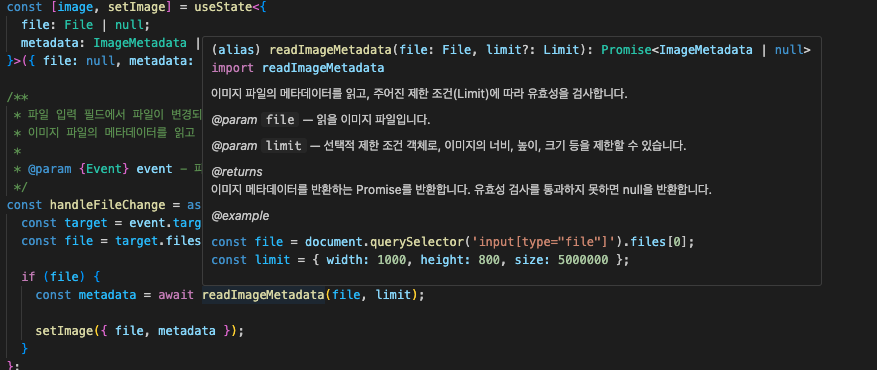 const [image, setImage] = useState<{
file: File | null;
metadata: ImageMetadata |
}>({ file: null, metadata:
(alias) readImageMetadata(file: File, limit?: Limit): Promise<ImageMetadata | null>
import readImageMetadata
이미지 파일의 메타데이터를 읽고, 주어진 제한 조건(Limit)에 따라 유효성을 검사합니다.
@param file — 읽을 이미지 파일입니다.
@param limit — 선택적 제한 조건 객체로, 이미지의 너비, 높이, 크기 등을 제한할 수 있습니다.
@returns
이미지 메타데이터를 반환하는 Promise를 반환합니다. 유효성 검사를 통과하지 못하면 null을 반환합니다.
@example
const file = document.querySelector('input[type="file"]').files[0];
const limit = { width: 1000, height: 800, size: 5000000 };
/**
* 파일 입력 필드에서 파일이 변경되
* 이미지 파일의 메타데이터를 읽고
*
* @param {Event} event - 파
*/
const handleFileChange = as
const target = event.targ
const file = target.files
if (file) {
const metadata = await readImageMetadata(file, limit);
setImage({ file, metadata });
}
};